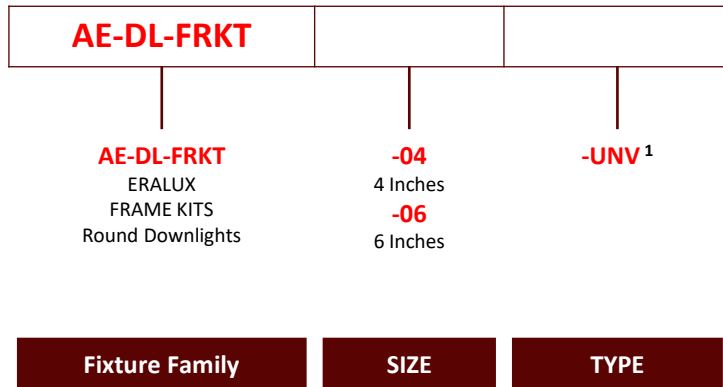 AE-DL-FRKT
AE-DL-FRKT
ERALUX
FRAME KITS
Round Downlights
-04
4 Inches
-06
6 Inches
-UNV 1
Fixture Family
SIZE
TYPE